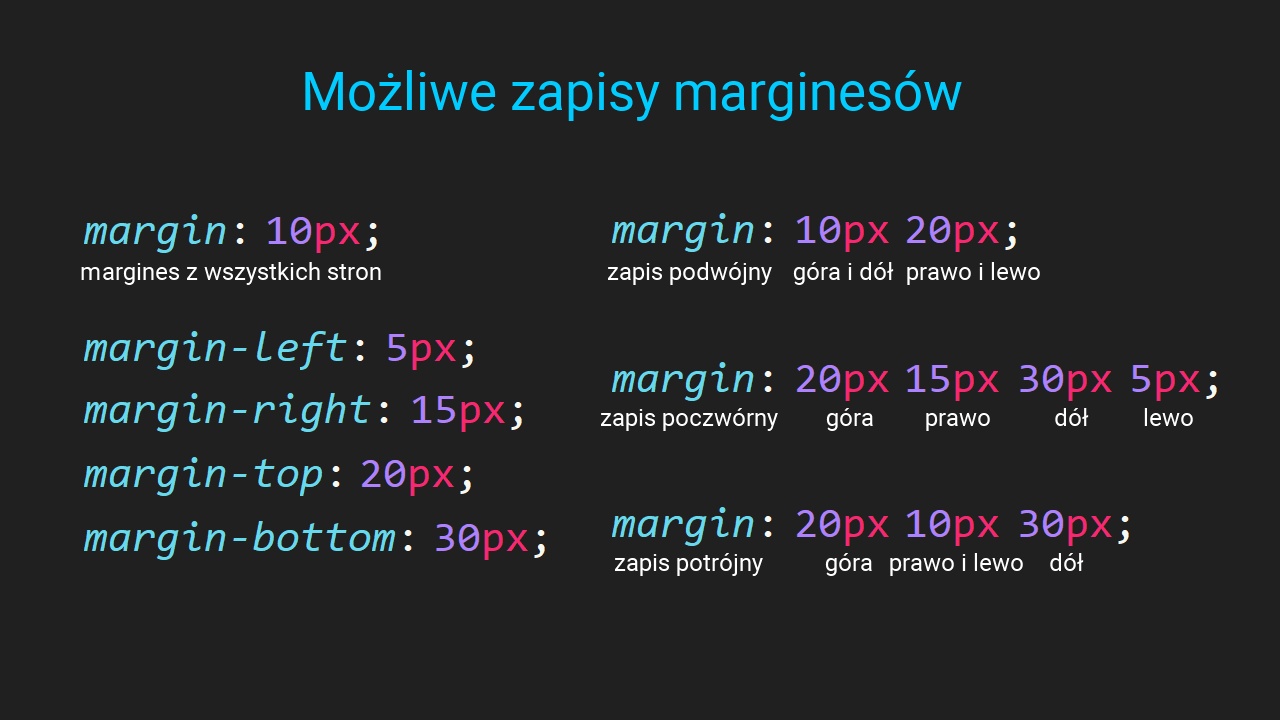 Możliwe zapisy marginesów
margin: 10px;
margines z wszystkich stron
margin-left: 5px;
margin-right: 15px;
margin-top: 20px;
margin-bottom: 30px;
margin: 10px 20px;
zapis podwójny góra i dół prawo i lewo
margin: 20px 15px 30px 5px;
zapis poczwórny góra prawo dół lewo
margin: 20px 10px 30px;
zapis potrójny góra prawo i lewo dół